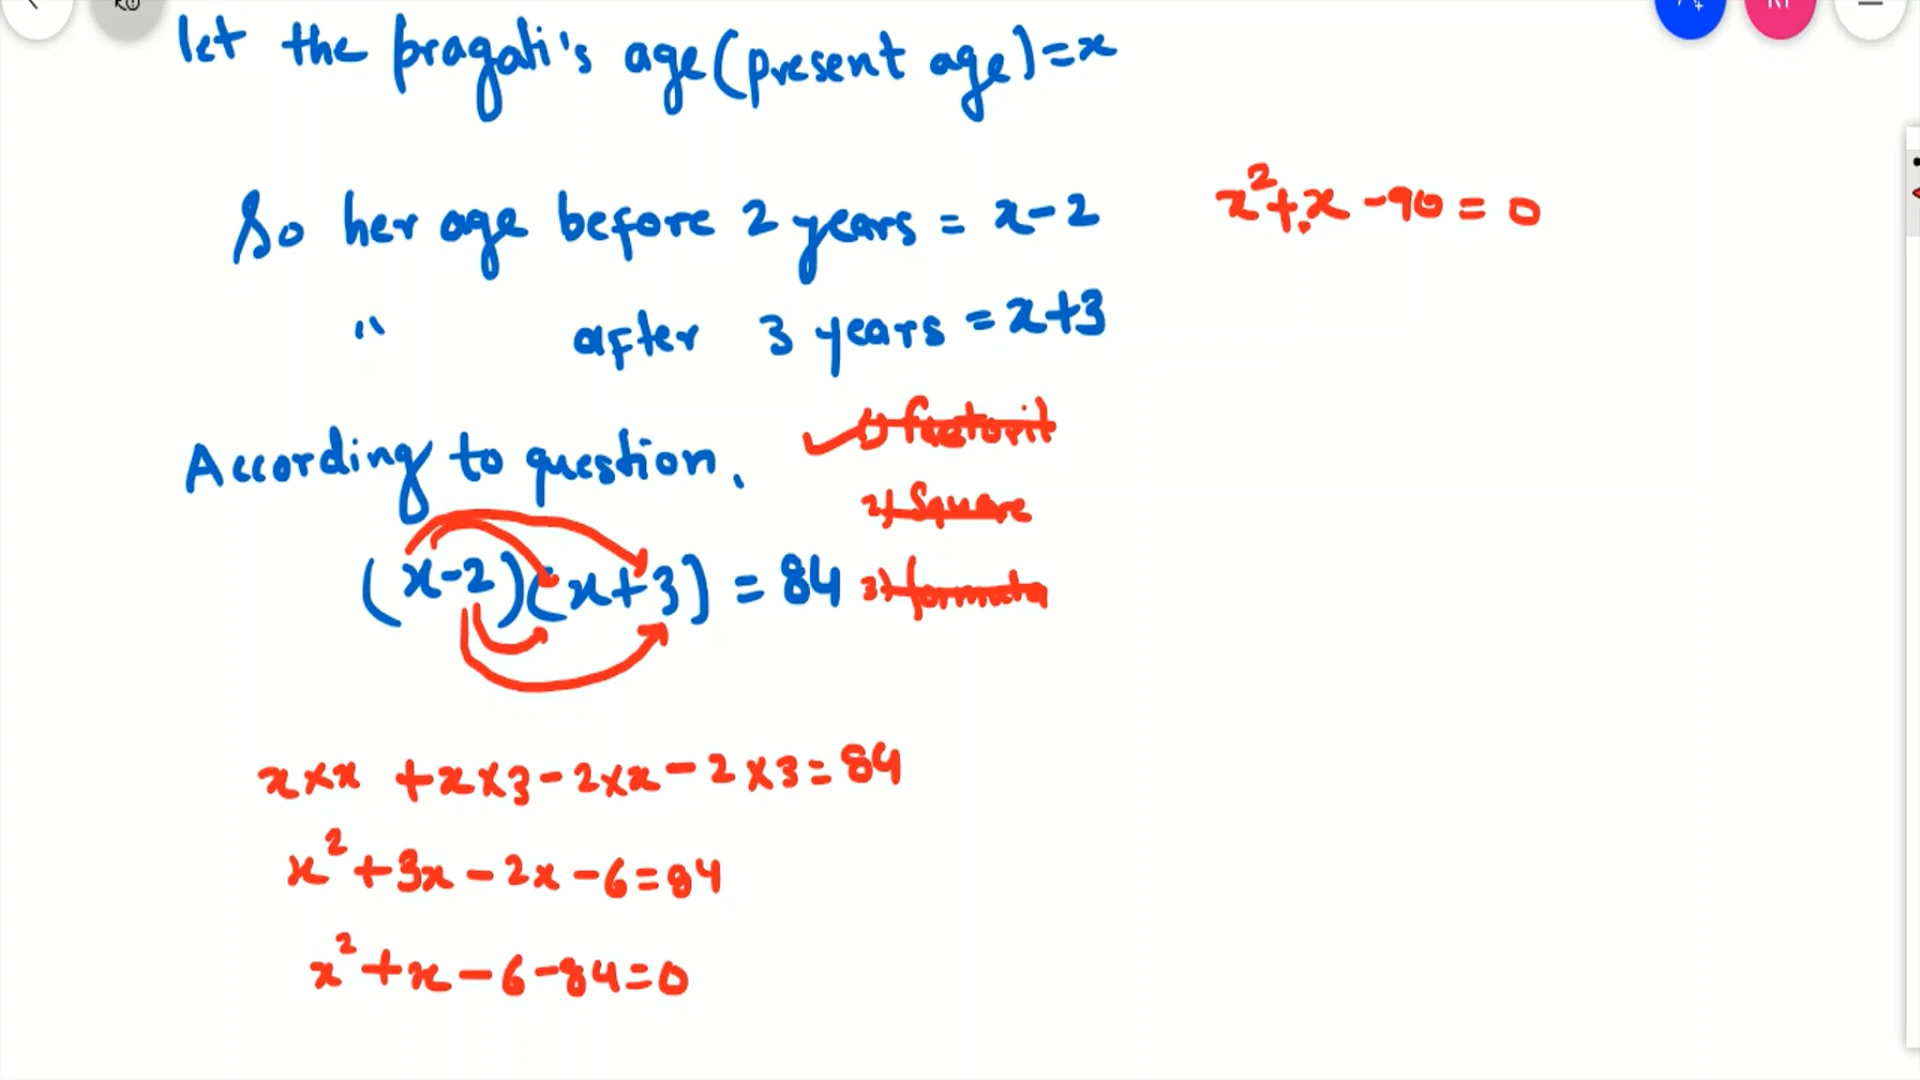 let the pragati's age (present age) = x
So her age before 2 years = x-2
" after 3 years = x+3
According to question,
1) factorit
2) Square
3) formula
(x-2)(x+3) = 84
x×x +x×3-2×x-2×3=84
x²+3x-2x-6=84
x²+x-6-84=0
x²+x-90=0